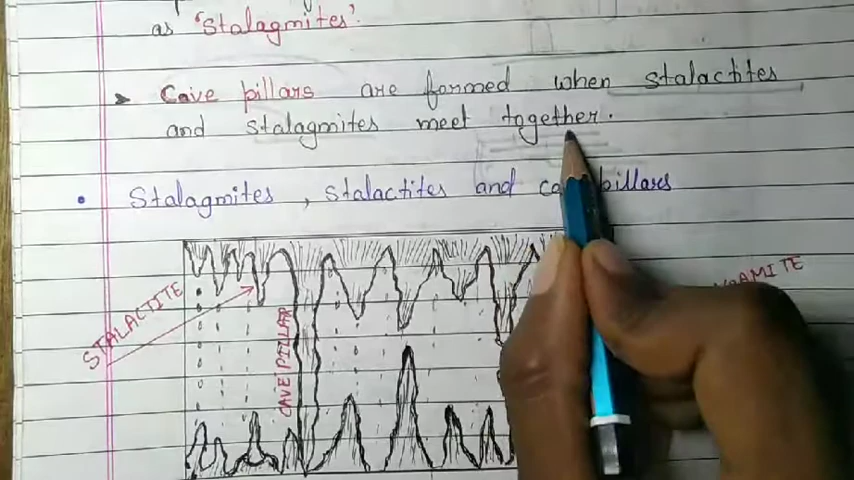 as 'Stalagmites'.
➤ Cave pillars are formed when stalactites
and stalagmites meet together.
• Stalagmites, stalactites and pillars
STALACTITE
CAVE PILLAR